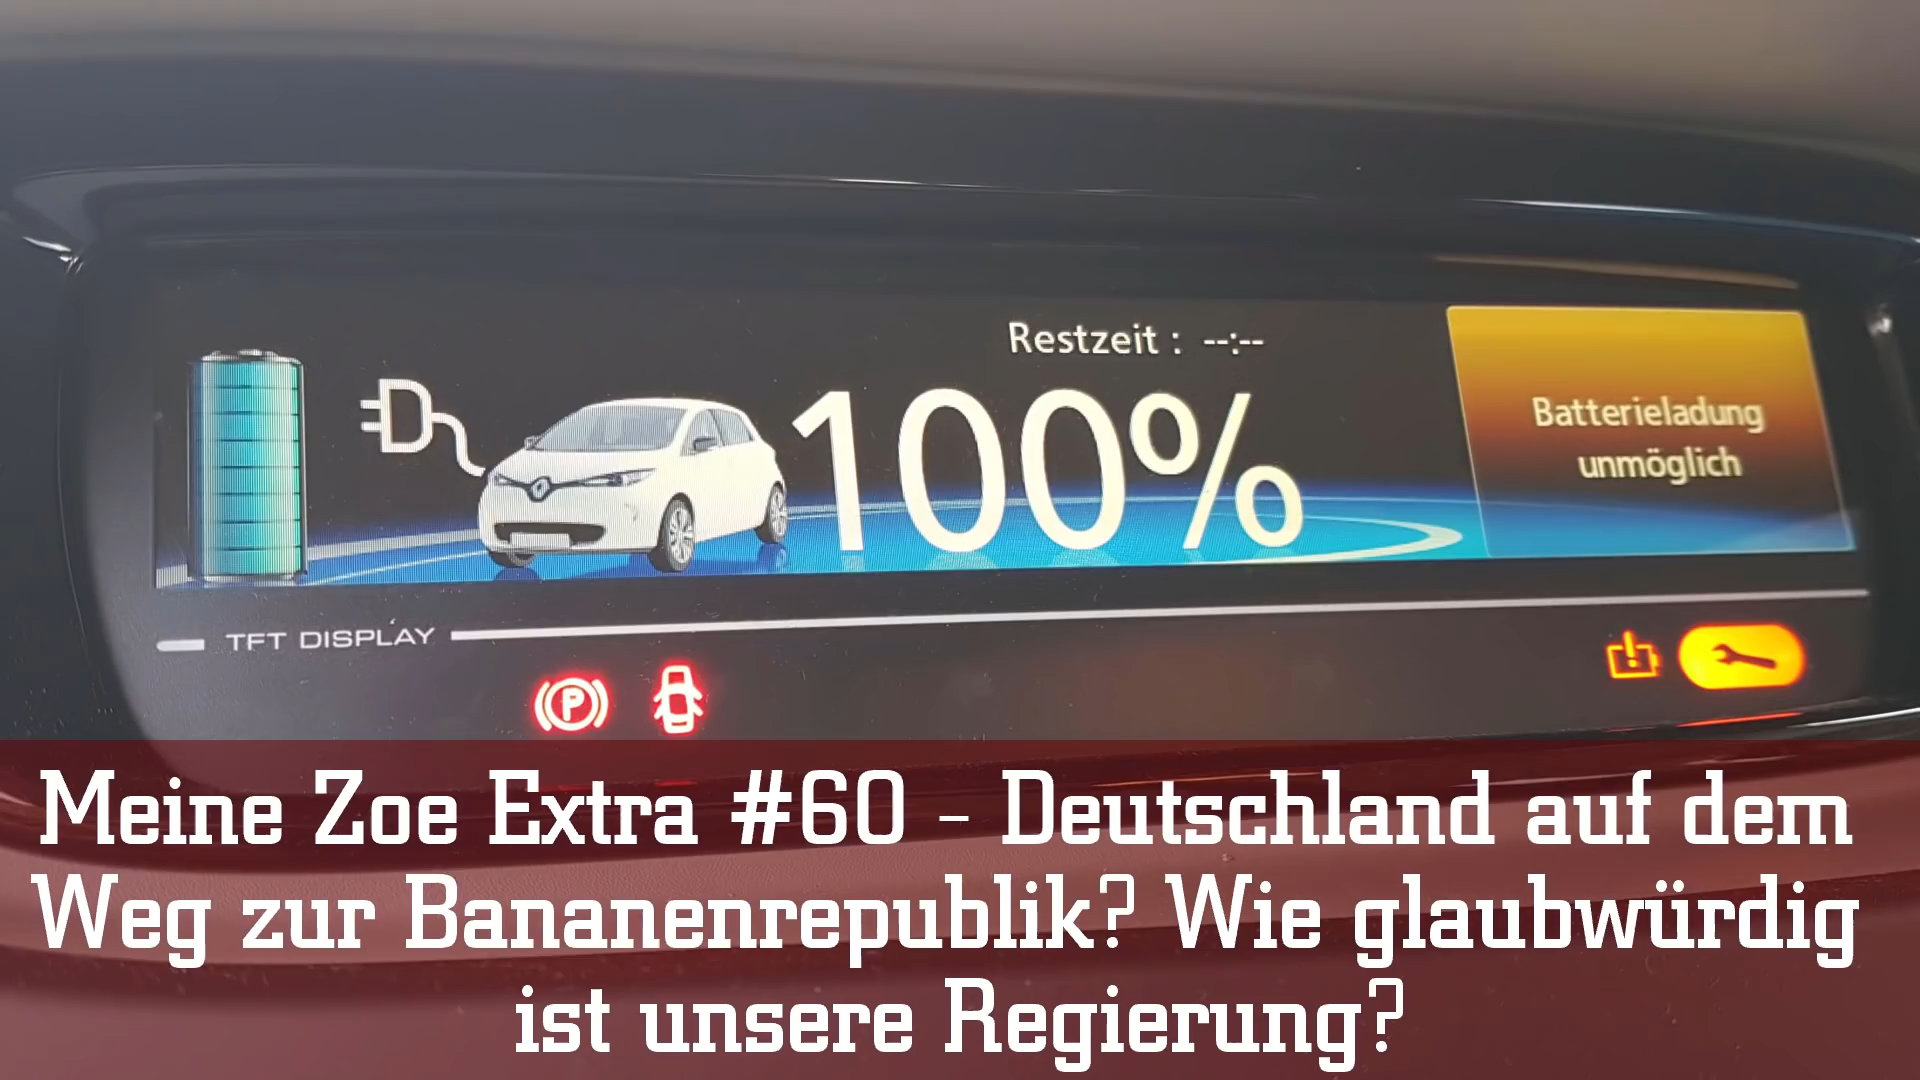 Restzeit : --:--
100%
Batterieladung
unmöglich
TFT DISPLAY
P
Meine Zoe Extra #60 - Deutschland auf dem
Weg zur Bananenrepublik? Wie glaubwürdig
ist unsere Regierung?